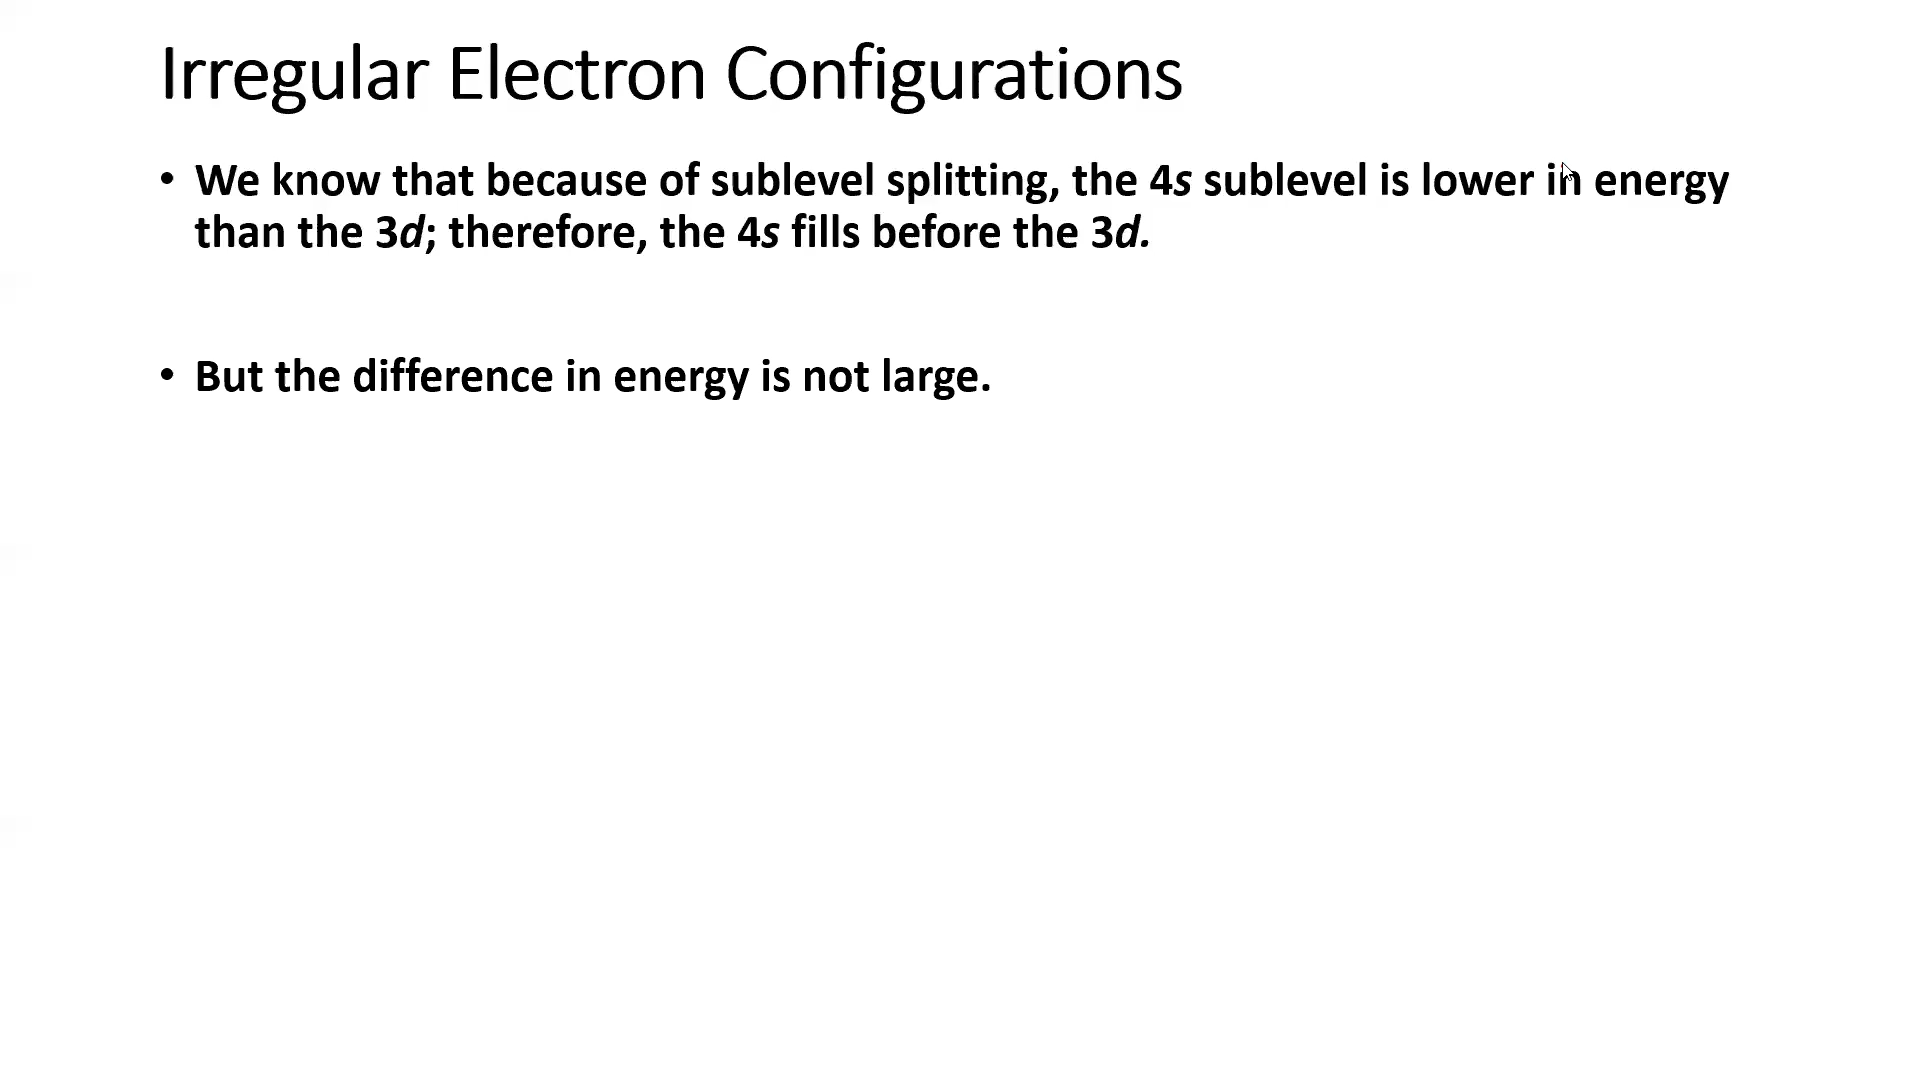 Irregular Electron Configurations
• We know that because of sublevel splitting, the 4s sublevel is lower in energy
than the 3d; therefore, the 4s fills before the 3d.
• But the difference in energy is not large.